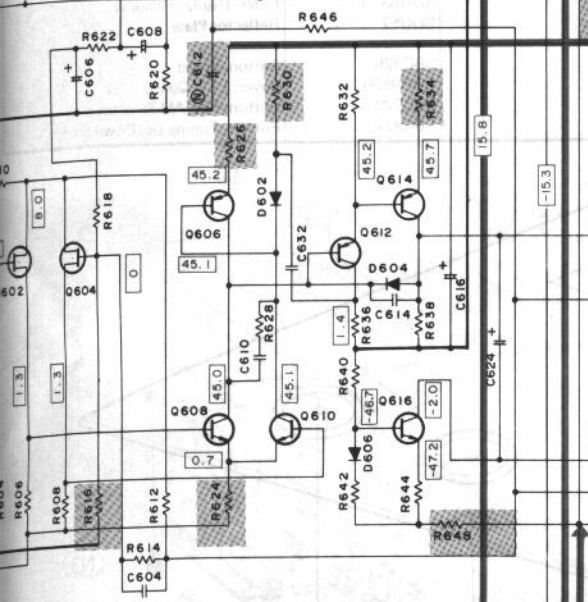 R646
R622
C608
C606
R620
N C612
R630
R632
R634
R626
15.8
-15.3
45.2
45.2
45.7
Q614
D602
8.0
R618
Q606
C632
Q612
45.1
602
Q604
0
D604
C616
C614
R628
1.4
R636
R638
C610
C624
1.3
1.3
45.0
45.1
R640
-46.7
Q616
-2.0
Q608
Q610
D606
-47.2
0.7
R606
R608
R616
R612
R624
R642
R644
R648
R614
C604